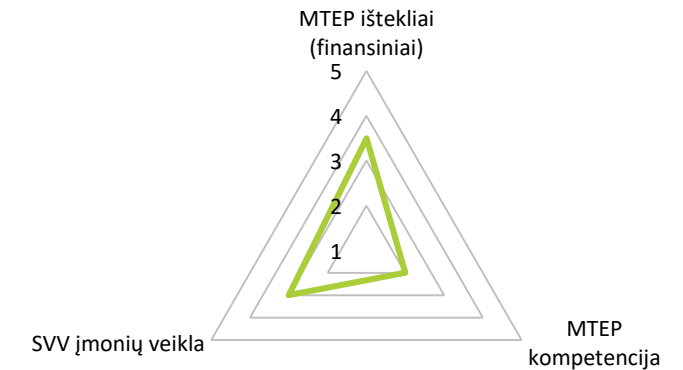 MTEP ištekliai
(finansiniai)
5
4
3
2
1
SVV įmonių veikla
MTEP
kompetencija